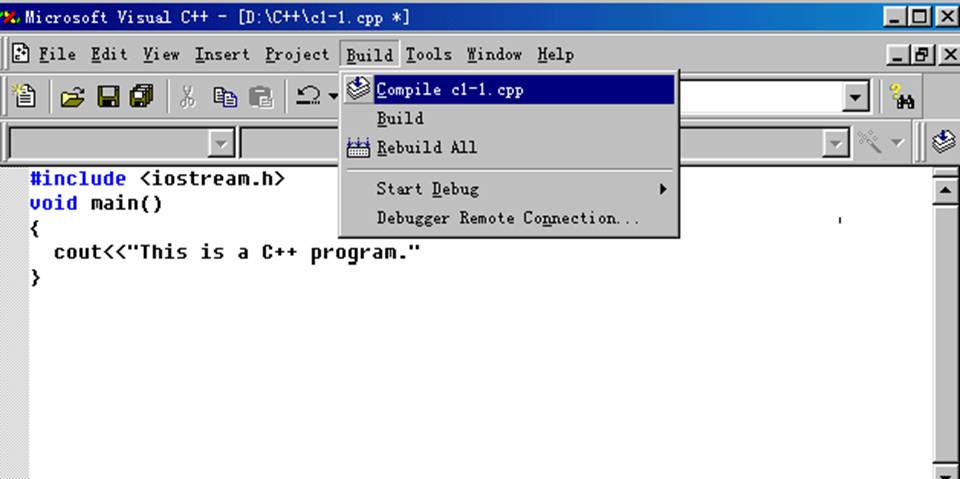 Microsoft Visual C++ - [D:\C++\c1-1.cpp *]
File Edit View Insert Project Build Tools Window Help
Compile c1-1.cpp
Build
Rebuild All
Start Debug
Debugger Remote Connection...
#include <iostream.h>
void main()
{
  cout<<"This is a C++ program."
}